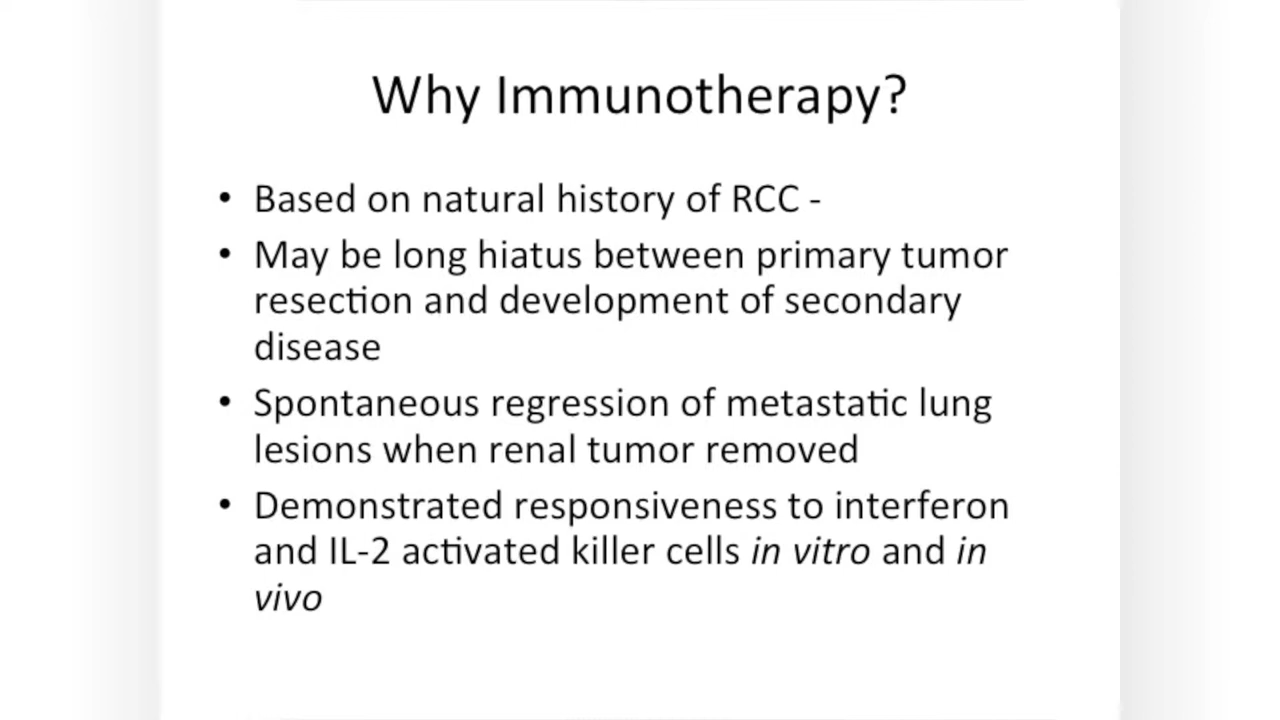 Why Immunotherapy?
• Based on natural history of RCC -
• May be long hiatus between primary tumor
resection and development of secondary
disease
• Spontaneous regression of metastatic lung
lesions when renal tumor removed
• Demonstrated responsiveness to interferon
and IL-2 activated killer cells in vitro and in
vivo